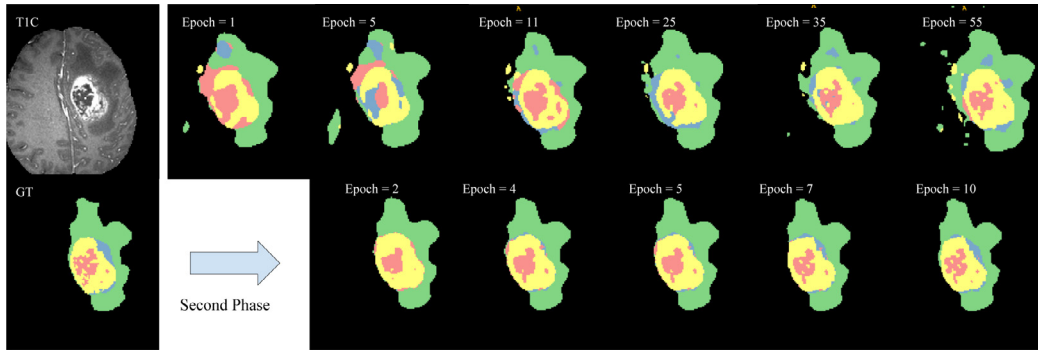 T1C
Epoch = 1
Epoch = 5
Epoch = 11
Epoch = 25
Epoch = 35
Epoch = 55
GT
Epoch = 2
Epoch = 4
Epoch = 5
Epoch = 7
Epoch = 10
Second Phase